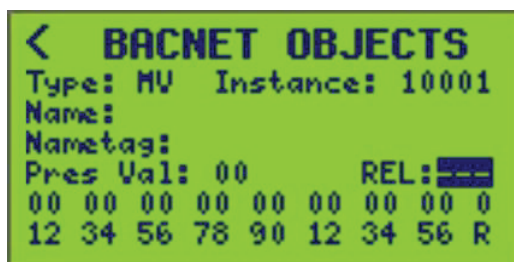 < BACNET OBJECTS
Type: MV Instance: 10001
Name:
Nametag:
Pres Val: 00 REL:---
00 00 00 00 00 00 00 00 0
12 34 56 78 90 12 34 56 R